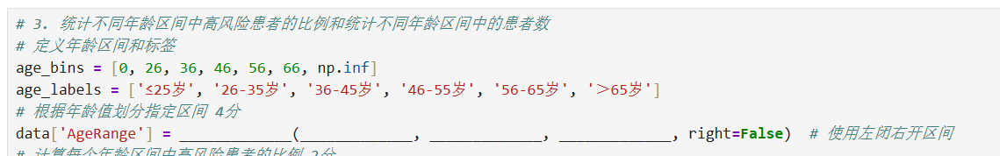 # 3. 统计不同年龄区间中高风险患者的比例和统计不同年龄区间中的患者数
# 定义年龄区间和标签
age_bins = [0, 26, 36, 46, 56, 66, np.inf]
age_labels = ['≤25岁', '26-35岁', '36-45岁', '46-55岁', '56-65岁', '＞65岁']
# 根据年龄值划分指定区间 4分
data['AgeRange'] = _____________(_____________, _____________, _____________, right=False)  # 使用左闭右开区间
# 计算每个年龄区间中高风险患者的比例 2分